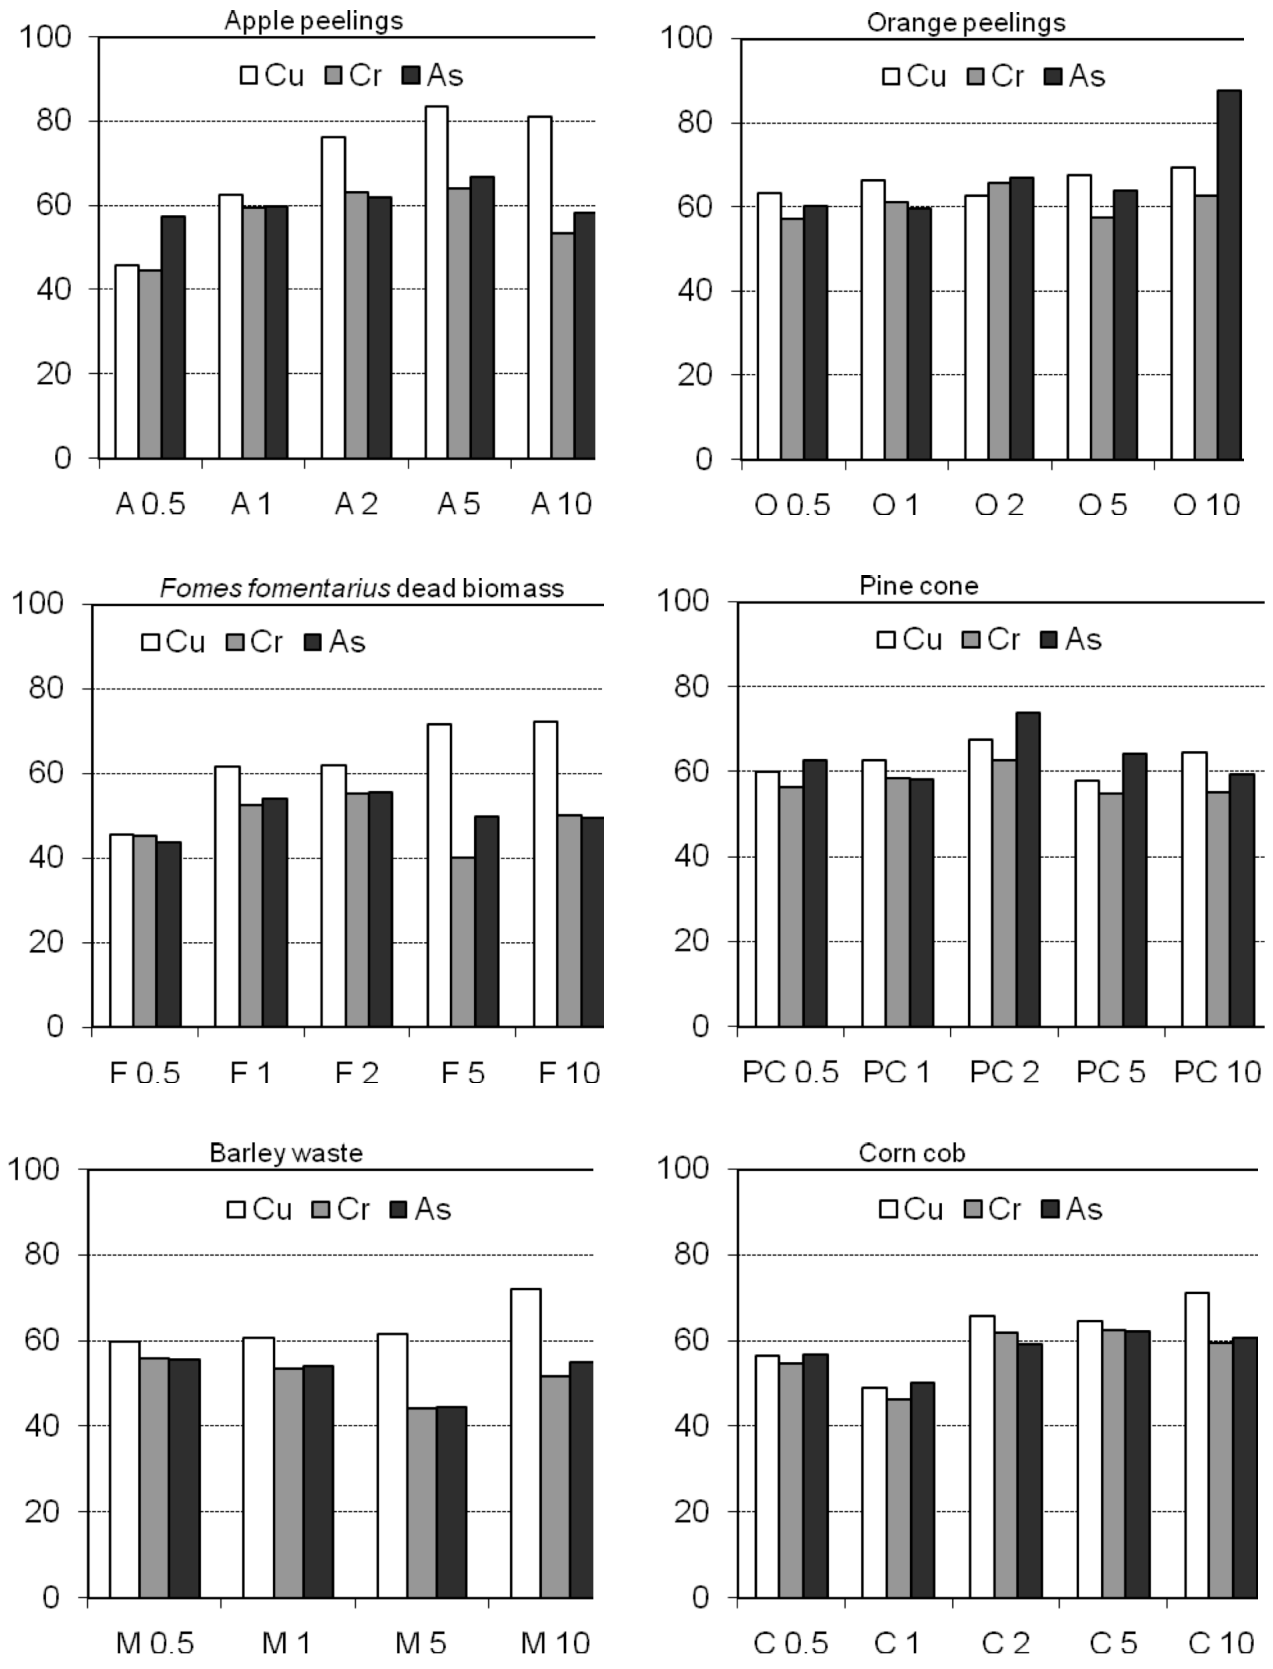 Apple peelings
Cu Cr As
100
80
60
40
20
0
A 0.5 A 1 A 2 A 5 A 10
Orange peelings
Cu Cr As
100
80
60
40
20
0
O 0.5 O 1 O 2 O 5 O 10
Fomes fomentarius dead biomass
Cu Cr As
100
80
60
40
20
0
F 0.5 F 1 F 2 F 5 F 10
Pine cone
Cu Cr As
100
80
60
40
20
0
PC 0.5 PC 1 PC 2 PC 5 PC 10
Barley waste
Cu Cr As
100
80
60
40
20
0
M 0.5 M 1 M 5 M 10
Corn cob
Cu Cr As
100
80
60
40
20
0
C 0.5 C 1 C 2 C 5 C 10